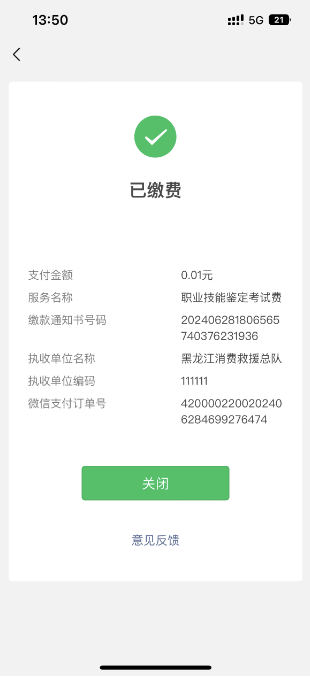 13:50
5G
21
已缴费
支付金额
0.01元
服务名称
职业技能鉴定考试费
缴款通知书号码
202406281806565
740376231936
执收单位名称
黑龙江消费救援总队
执收单位编码
111111
微信支付订单号
420000220020240
6284699276474
关闭
意见反馈